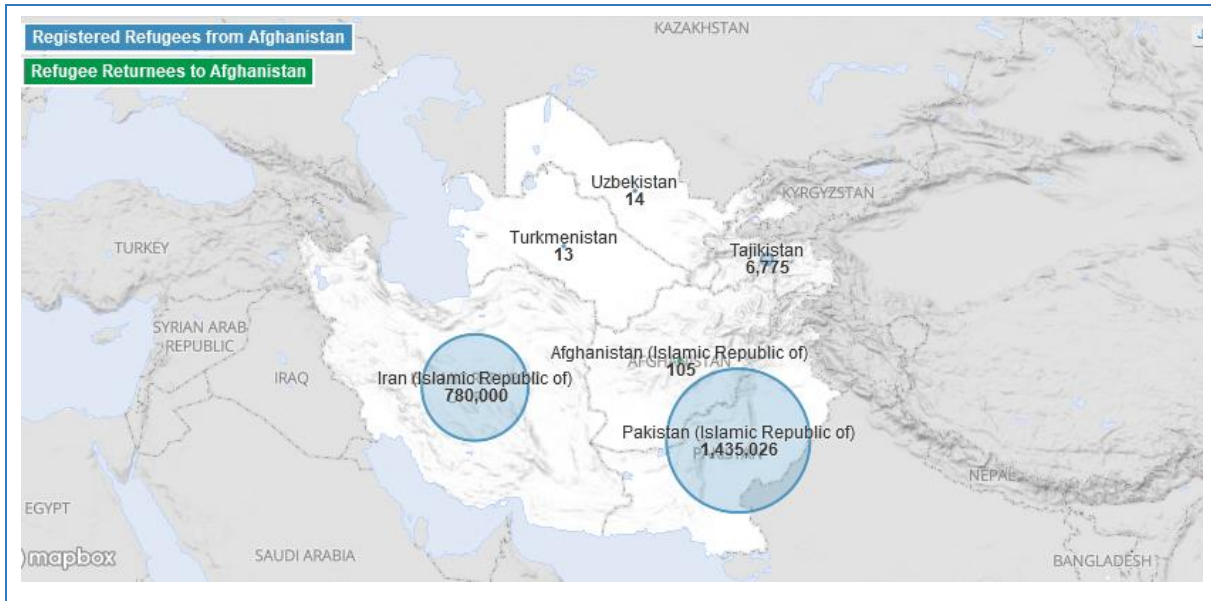 Registered Refugees from Afghanistan
Refugee Returnees to Afghanistan
KAZAKHSTAN
Uzbekistan
14
KYRGYZSTAN
Turkmenistan
13
Tajikistan
6,775
TURKEY
SYRIAN ARAB
REPUBLIC
IRAQ
Afghanistan (Islamic Republic of)
AFGHANISTAN
105
Iran (Islamic Republic of)
780,000
Pakistan (Islamic Republic of)
1,435,026
PAKISTAN
NEPAL
EGYPT
SAUDI ARABIA
BANGLADESH
mapbox